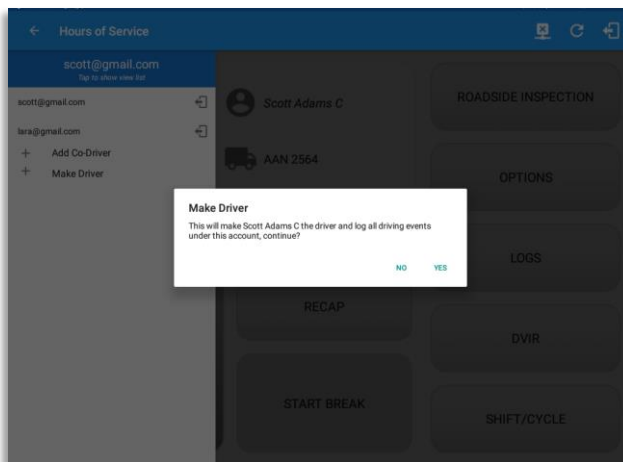 Hours of Service
scott@gmail.com
Tap to show view list
scott@gmail.com
lara@gmail.com
+ Add Co-Driver
+ Make Driver
Scott Adams C
AAN 2564
ROADSIDE INSPECTION
OPTIONS
Make Driver
This will make Scott Adams C the driver and log all driving events
under this account, continue?
NO YES
LOGS
RECAP
DVIR
START BREAK
SHIFT/CYCLE